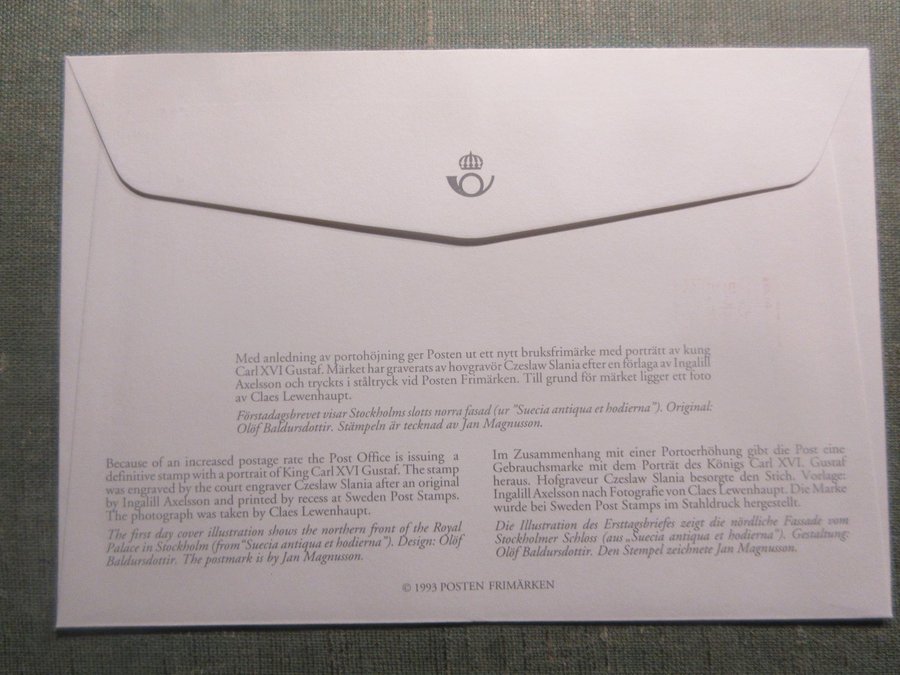 Med anledning av portohöjning ger Posten ut ett nytt bruksfrimärke med porträtt av kung
Carl XVI Gustaf. Märket har graverats av hovgravör Czeslaw Slania efter en förlaga av Ingalill
Axelsson och tryckts i ståltryck vid Posten Frimärken. Till grund för märket ligger ett foto
av Claes Lewenhaupt.
Förstadagsbrevet visar Stockholms slotts norra fasad (ur "Suecia antiqua et hodierna"). Original:
Olöf Baldursdottir. Stämpeln är tecknad av Jan Magnusson.
Because of an increased postage rate the Post Office is issuing a
definitive stamp with a portrait of King Carl XVI Gustaf. The stamp
was engraved by the court engraver Czeslaw Slania after an original
by Ingalill Axelsson and printed by recess at Sweden Post Stamps.
The photograph was taken by Claes Lewenhaupt.
The first day cover illustration shows the northern front of the Royal
Palace in Stockholm (from "Suecia antiqua et hodierna"). Design: Olöf
Baldursdottir. The postmark is by Jan Magnusson.
Im Zusammenhang mit einer Portoerhöhung gibt die Post eine
Gebrauchsmarke mit dem Porträt des Königs Carl XVI. Gustaf
heraus. Hofgraveur Czeslaw Slania besorgte den Stich. Vorlage:
Ingalill Axelsson nach Fotografie von Claes Lewenhaupt. Die Marke
wurde bei Sweden Post Stamps im Stahldruck hergestellt.
Die Illustration des Ersttagsbriefes zeigt die nördliche Fassade vom
Stockholmer Schloss (aus „Suecia antiqua et hodierna"). Gestaltung:
Olöf Baldursdottir. Den Stempel zeichnete Jan Magnusson.
© 1993 POSTEN FRIMÄRKEN